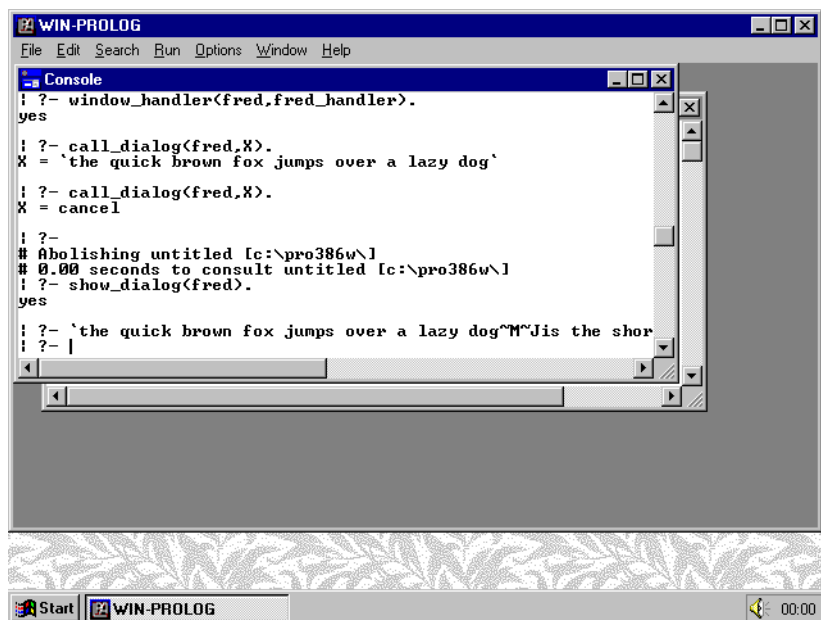 WIN-PROLOG
File Edit Search Run Options Window Help
Console
| ?- window_handler(fred,fred_handler).
yes
| ?- call_dialog(fred,X).
X = `the quick brown fox jumps over a lazy dog`
| ?- call_dialog(fred,X).
X = cancel
| ?-
# Abolishing untitled [c:\pro386w\]
# 0.00 seconds to consult untitled [c:\pro386w\]
| ?- show_dialog(fred).
yes
| ?- `the quick brown fox jumps over a lazy dog~M~Jis the shor
| ?- |
Start WIN-PROLOG 00:00